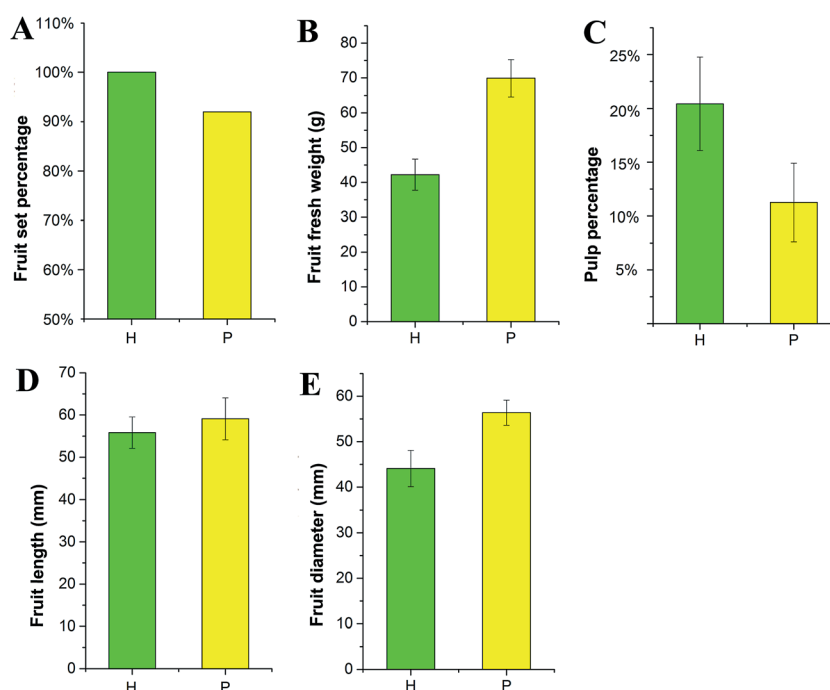 A
Fruit set percentage
110%
100%
90%
80%
70%
60%
50%
H P
B
Fruit fresh weight (g)
80
70
60
50
40
30
20
10
0
H P
C
Pulp percentage
25%
20%
15%
10%
5%
H P
D
Fruit length (mm)
70
60
50
40
30
20
10
0
H P
E
Fruit diameter (mm)
60
50
40
30
20
10
0
H P